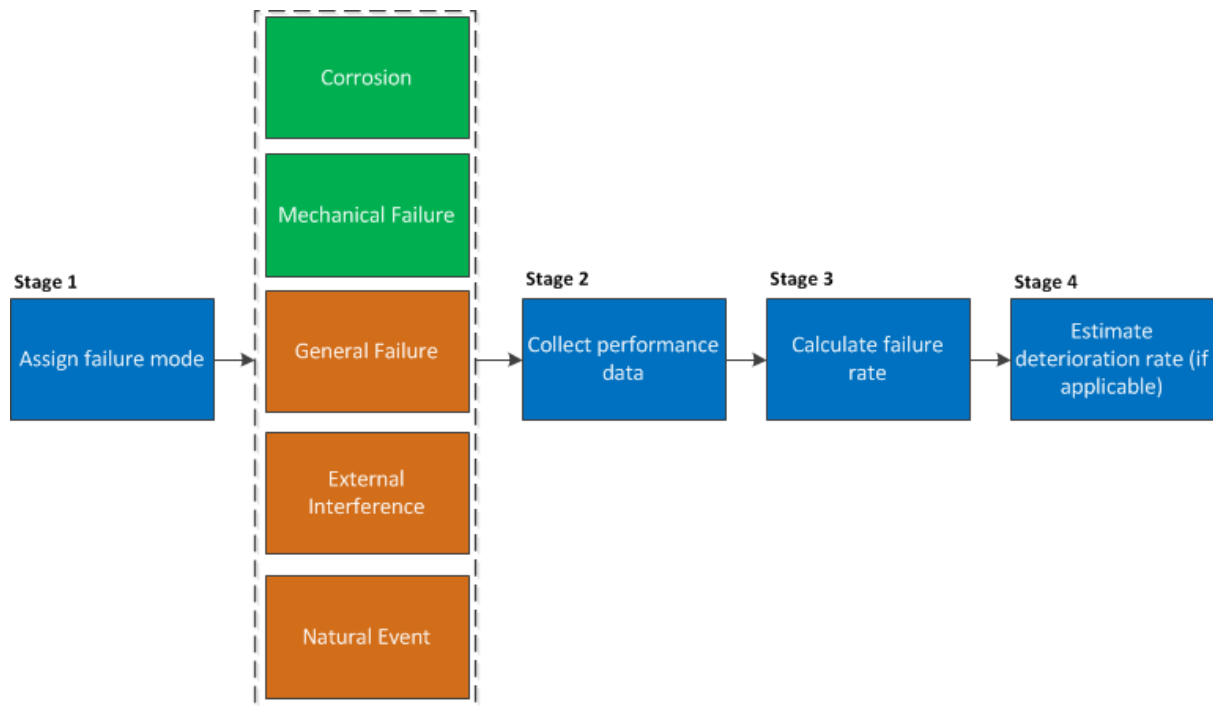 Stage 1
Assign failure mode
Corrosion
Mechanical Failure
General Failure
External
Interference
Natural Event
Stage 2
Collect performance
data
Stage 3
Calculate failure
rate
Stage 4
Estimate
deterioration rate (if
applicable)